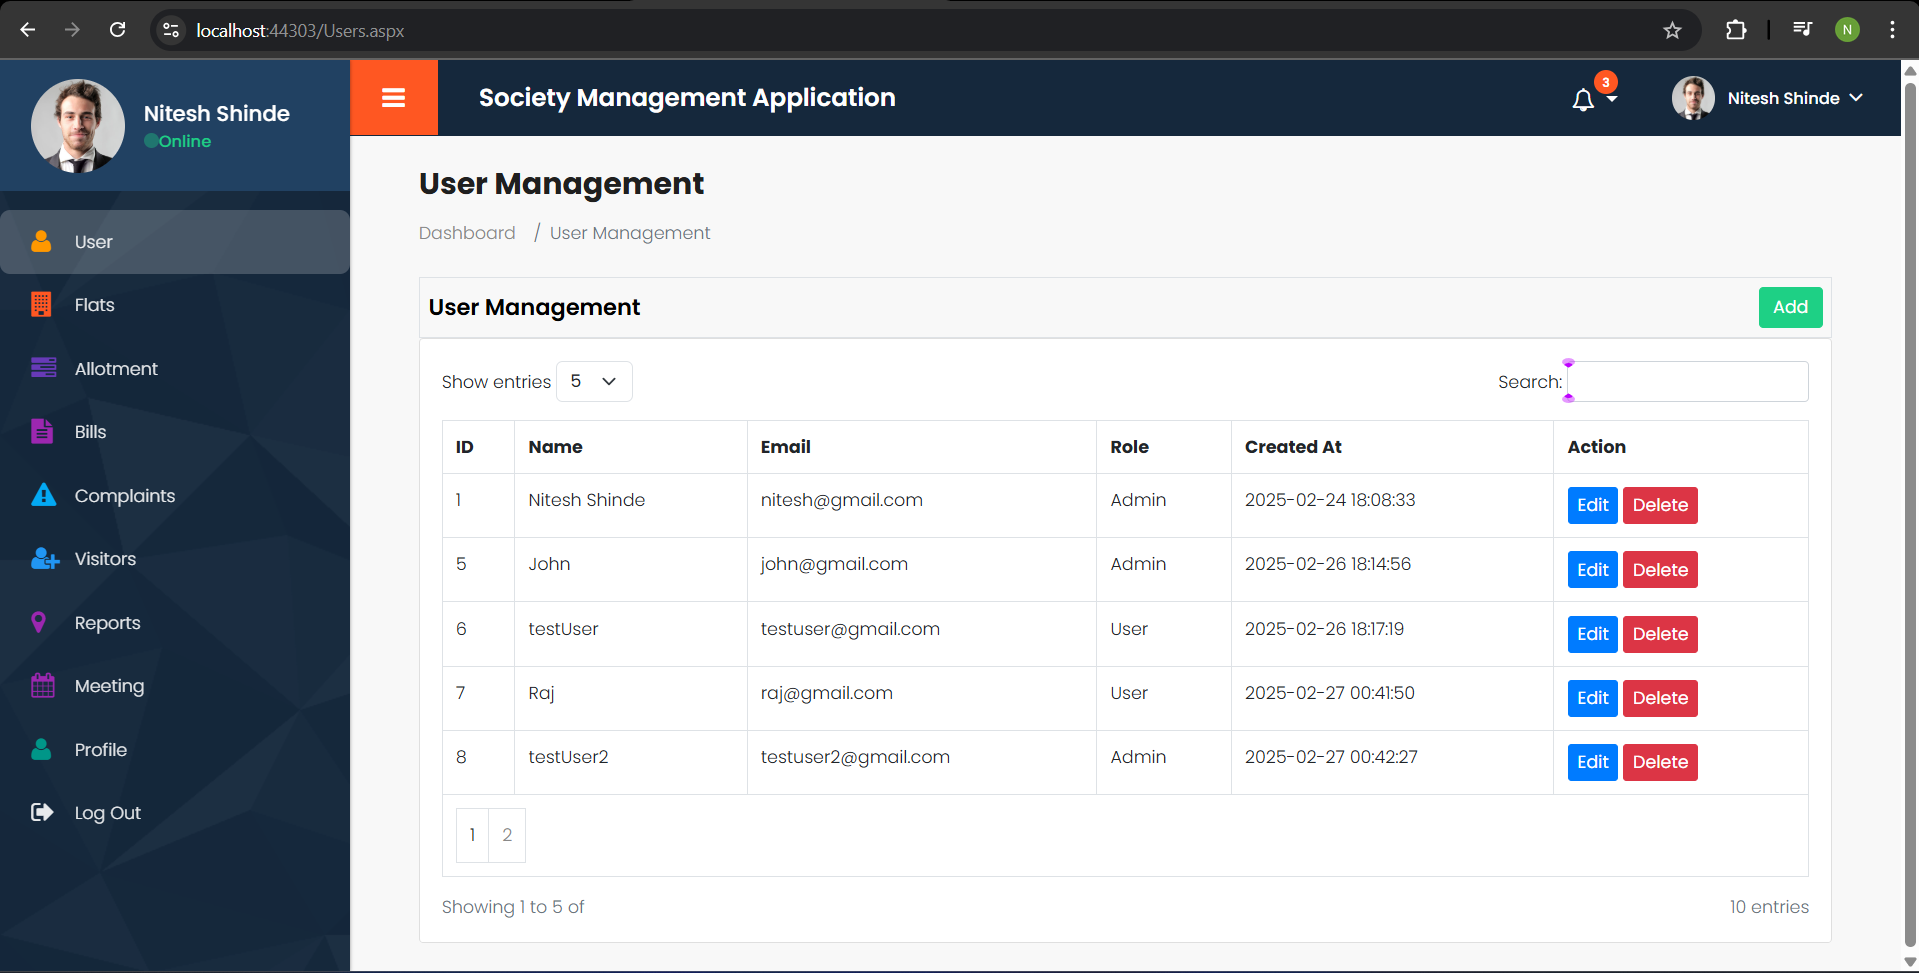 localhost:44303/Users.aspx
N
Nitesh Shinde
Online
Society Management Application
3
Nitesh Shinde
User
Flats
Allotment
Bills
Complaints
Visitors
Reports
Meeting
Profile
Log Out
User Management
Dashboard / User Management
User Management Add
Show entries 5 Search:
ID Name Email Role Created At Action
1 Nitesh Shinde nitesh@gmail.com Admin 2025-02-24 18:08:33 Edit Delete
5 John john@gmail.com Admin 2025-02-26 18:14:56 Edit Delete
6 testUser testuser@gmail.com User 2025-02-26 18:17:19 Edit Delete
7 Raj raj@gmail.com User 2025-02-27 00:41:50 Edit Delete
8 testUser2 testuser2@gmail.com Admin 2025-02-27 00:42:27 Edit Delete
1 2
Showing 1 to 5 of 10 entries